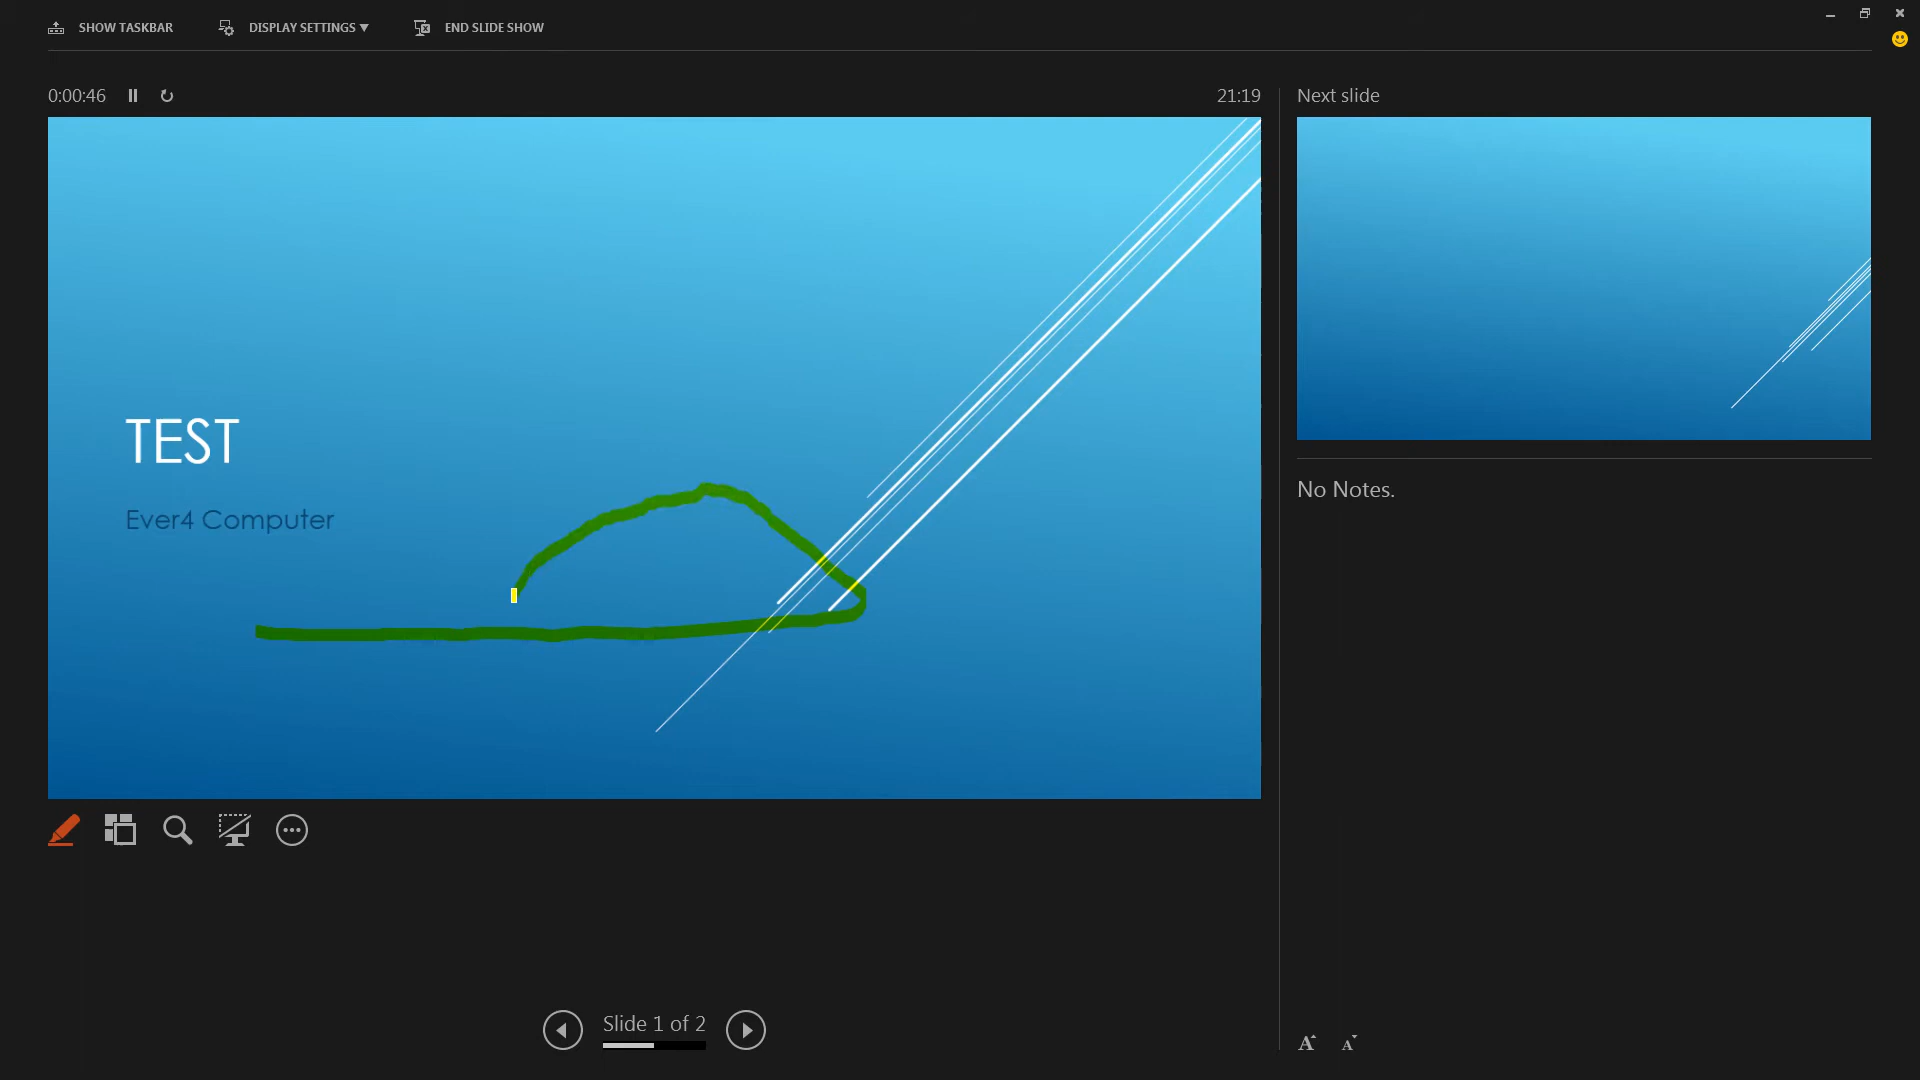 SHOW TASKBAR DISPLAY SETTINGS END SLIDE SHOW
0:00:46 21:19
Next slide
TEST
Ever4 Computer
No Notes.
Slide 1 of 2
A A